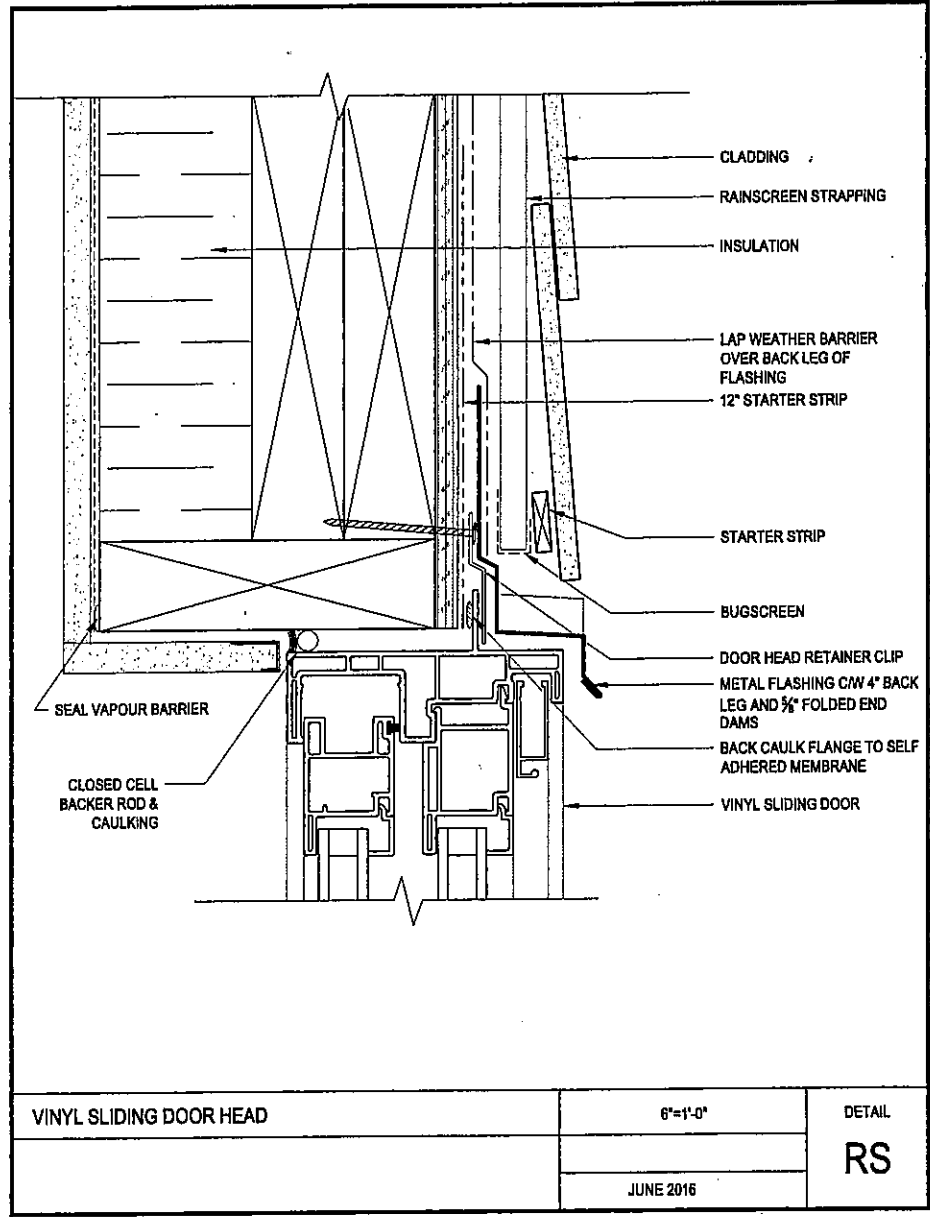 CLADDING
RAINSCREEN STRAPPING
INSULATION
LAP WEATHER BARRIER
OVER BACK LEG OF
FLASHING
12" STARTER STRIP
STARTER STRIP
BUGSCREEN
DOOR HEAD RETAINER CLIP
METAL FLASHING C/W 4" BACK
LEG AND ⅝" FOLDED END
DAMS
BACK CAULK FLANGE TO SELF
ADHERED MEMBRANE
VINYL SLIDING DOOR
SEAL VAPOUR BARRIER
CLOSED CELL
BACKER ROD &
CAULKING
VINYL SLIDING DOOR HEAD
6"=1'-0"
JUNE 2016
DETAIL
RS